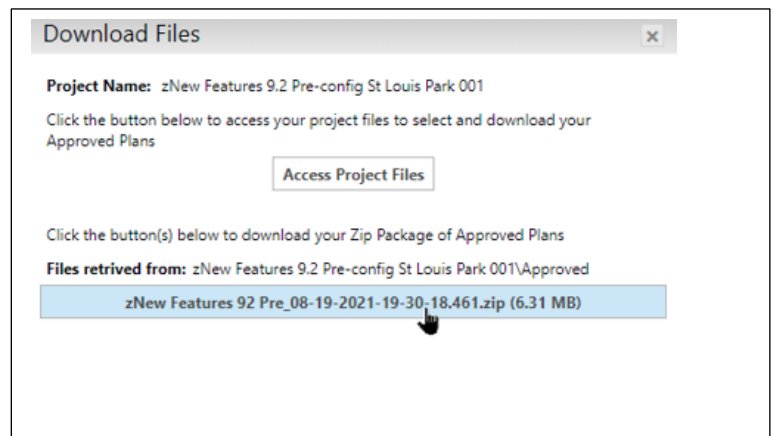 Download Files
Project Name: zNew Features 9.2 Pre-config St Louis Park 001
Click the button below to access your project files to select and download your
Approved Plans
Access Project Files
Click the button(s) below to download your Zip Package of Approved Plans
Files retrived from: zNew Features 9.2 Pre-config St Louis Park 001\Approved
zNew Features 92 Pre_08-19-2021-19-30-18.461.zip (6.31 MB)